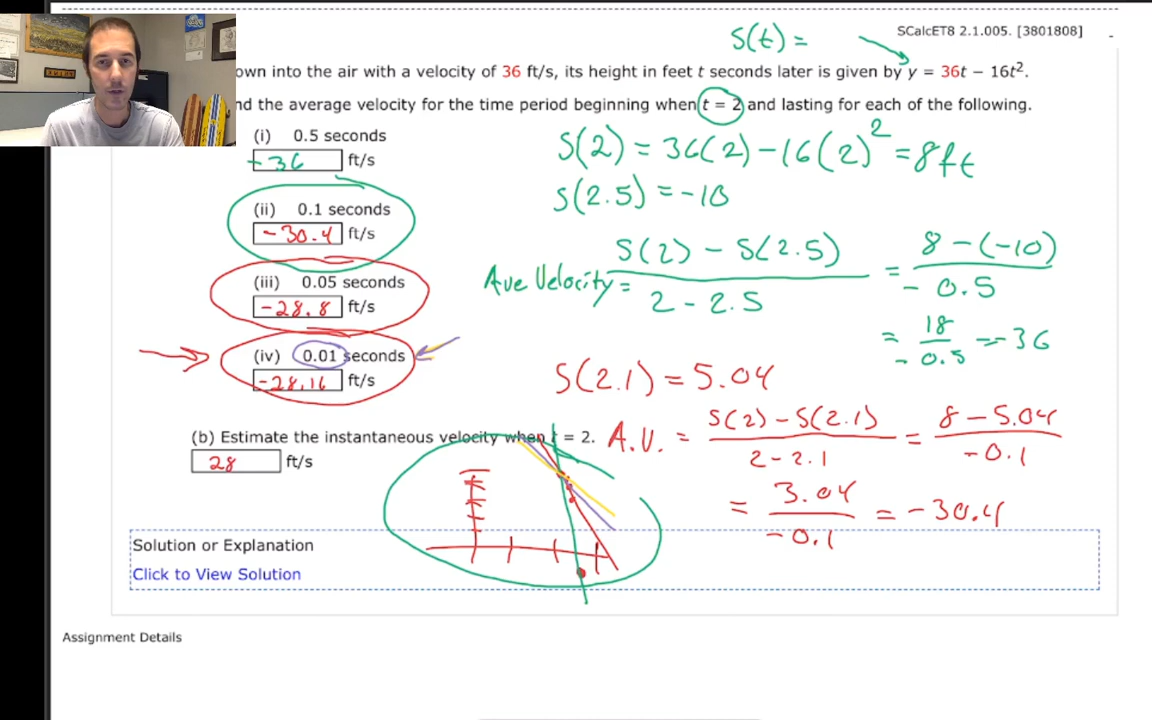 S(t) =
SCalcET8 2.1.005. [3801808]
own into the air with a velocity of 36 ft/s, its height in feet t seconds later is given by y = 36t − 16t².
nd the average velocity for the time period beginning when t = 2 and lasting for each of the following.
(i) 0.5 seconds
-36 ft/s
(ii) 0.1 seconds
-30.4 ft/s
(iii) 0.05 seconds
-28.8 ft/s
(iv) 0.01 seconds
-28.16 ft/s
S(2) = 36(2) - 16(2)² = 8ft
S(2.5) = -10
Ave Velocity = S(2) - S(2.5) / 2 - 2.5 = 8 - (-10) / - 0.5
= 18 / - 0.5 = -36
S(2.1) = 5.04
A.V. = S(2) - S(2.1) / 2 - 2.1 = 8 - 5.04 / - 0.1
= 3.04 / - 0.1 = -30.4
(b) Estimate the instantaneous velocity when t = 2.
28 ft/s
Solution or Explanation
Click to View Solution
Assignment Details